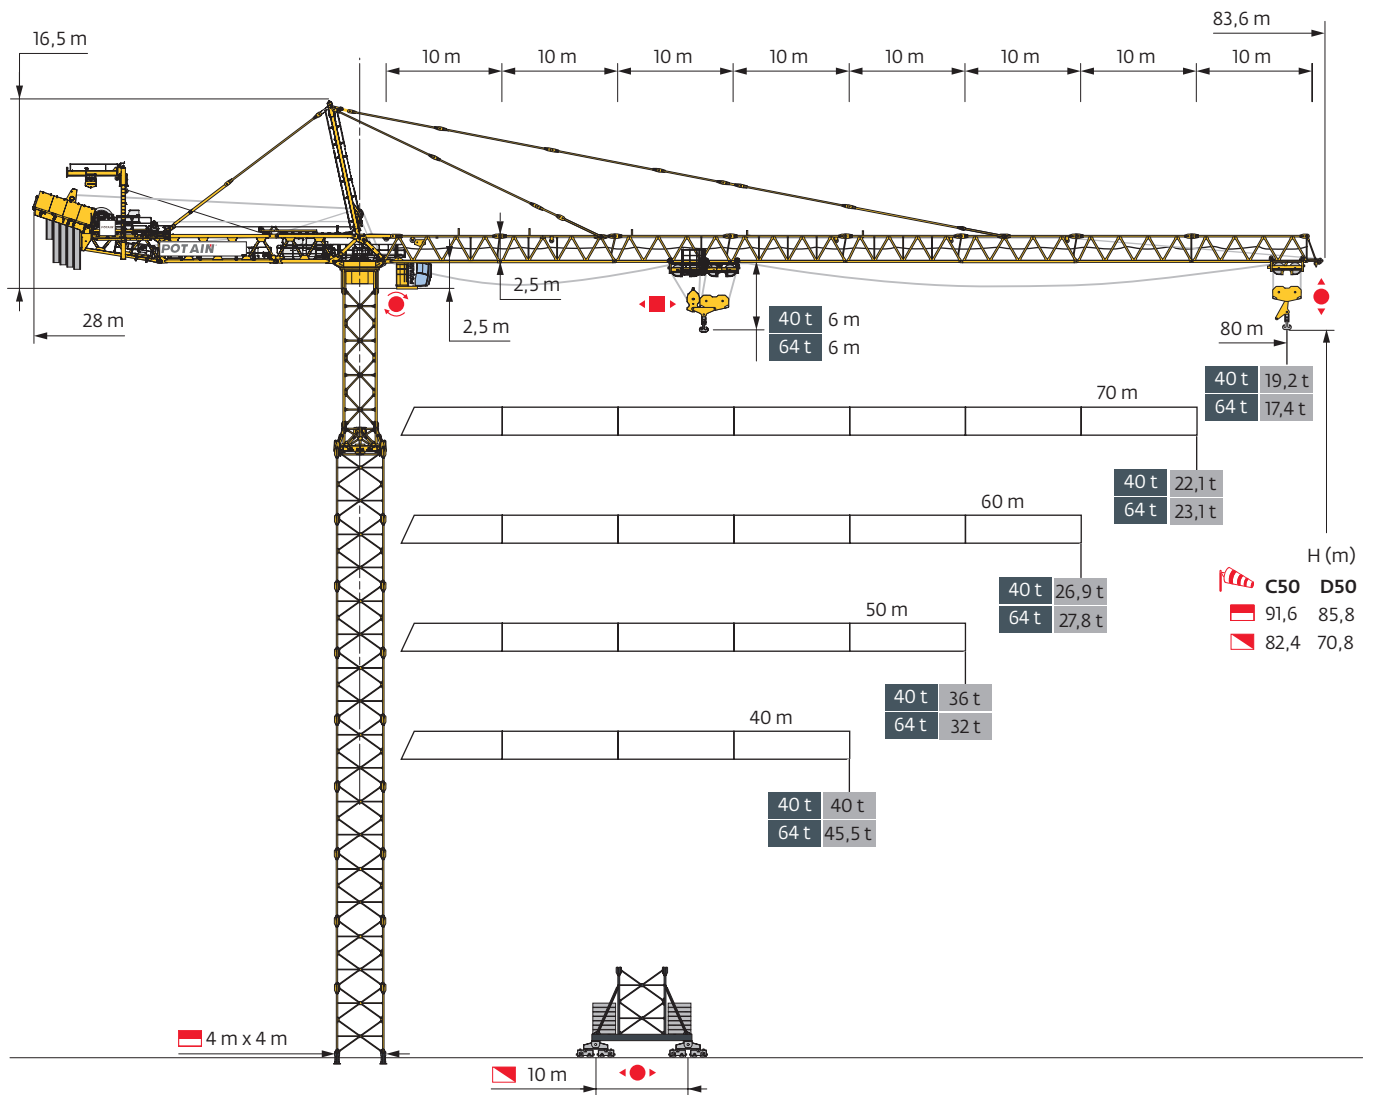 83,6 m
16,5 m
10 m 10 m 10 m 10 m 10 m 10 m 10 m 10 m
POTAIN
2,5 m
28 m
2,5 m
40 t 6 m
64 t 6 m
80 m
40 t 19,2 t
64 t 17,4 t
70 m
40 t 22,1 t
64 t 23,1 t
60 m
H (m)
C50 D50
91,6 85,8
82,4 70,8
40 t 26,9 t
64 t 27,8 t
50 m
40 t 36 t
64 t 32 t
40 m
40 t 40 t
64 t 45,5 t
4 m x 4 m
10 m